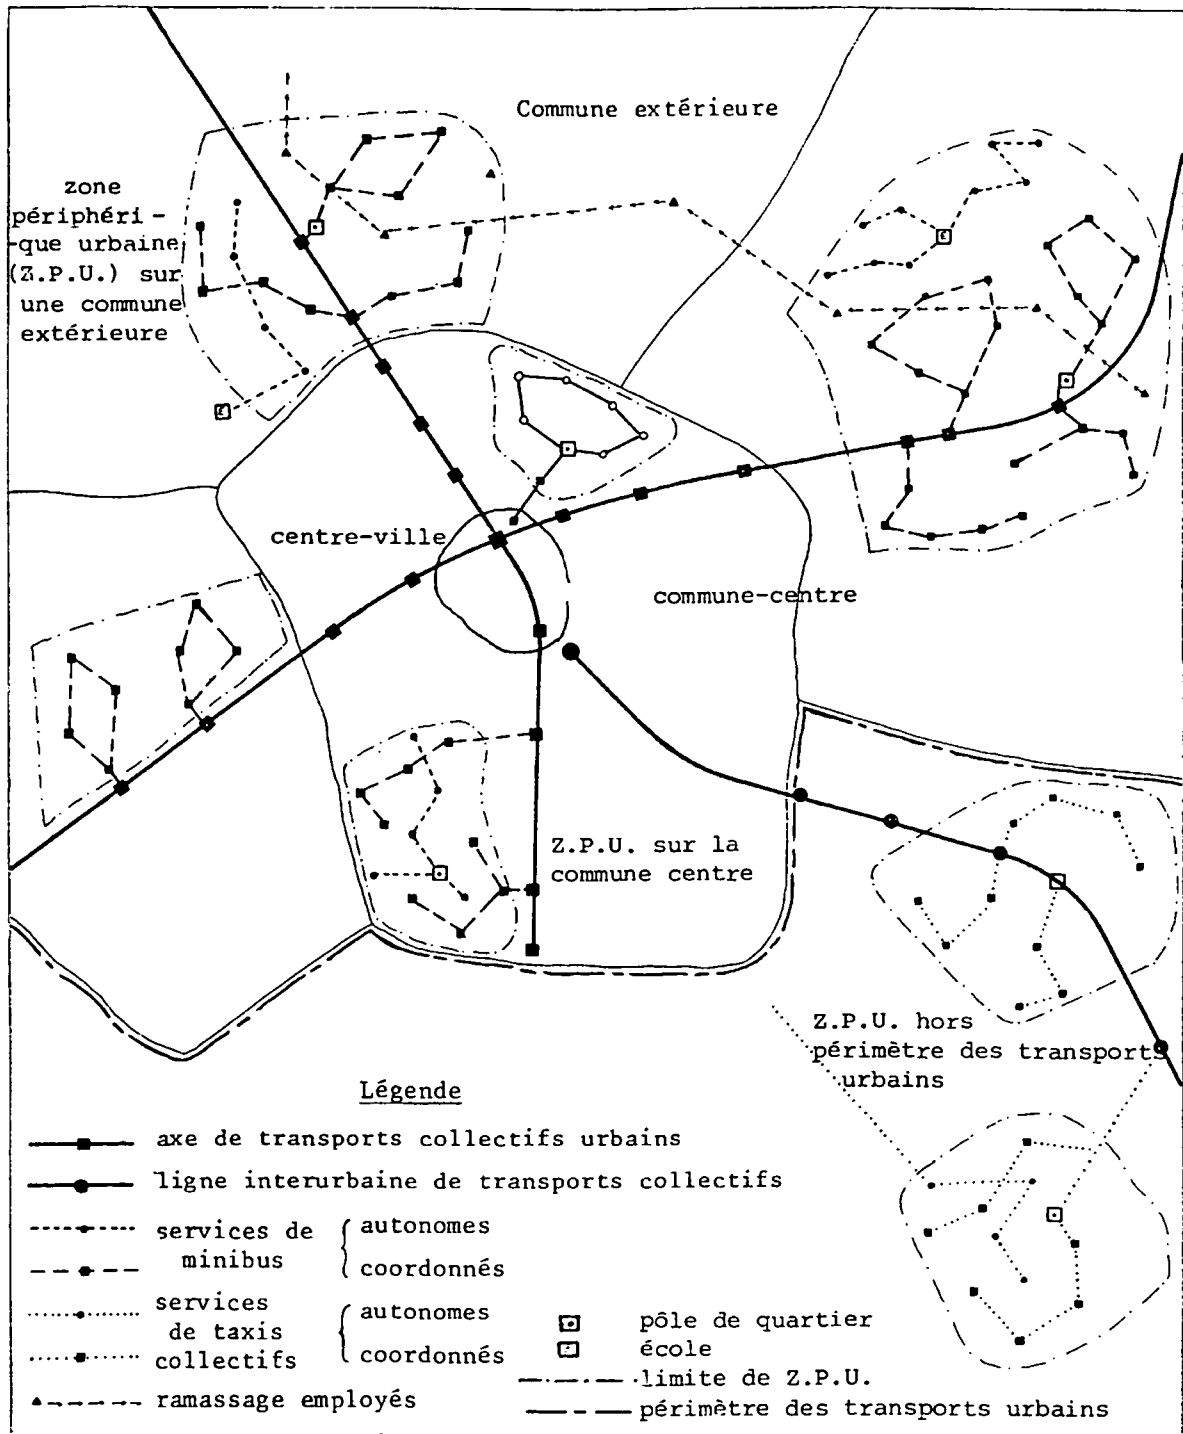 Commune extérieure
zone
périphéri-
-que urbaine
(Z.P.U.) sur
une commune
extérieure
centre-ville
commune-centre
Z.P.U. sur la
commune centre
Z.P.U. hors
périmètre des transports
urbains
Légende
axe de transports collectifs urbains
ligne interurbaine de transports collectifs
services de
minibus
autonomes
coordonnés
services
de taxis
collectifs
autonomes
coordonnés
ramassage employés
pôle de quartier
école
limite de Z.P.U.
périmètre des transports urbains